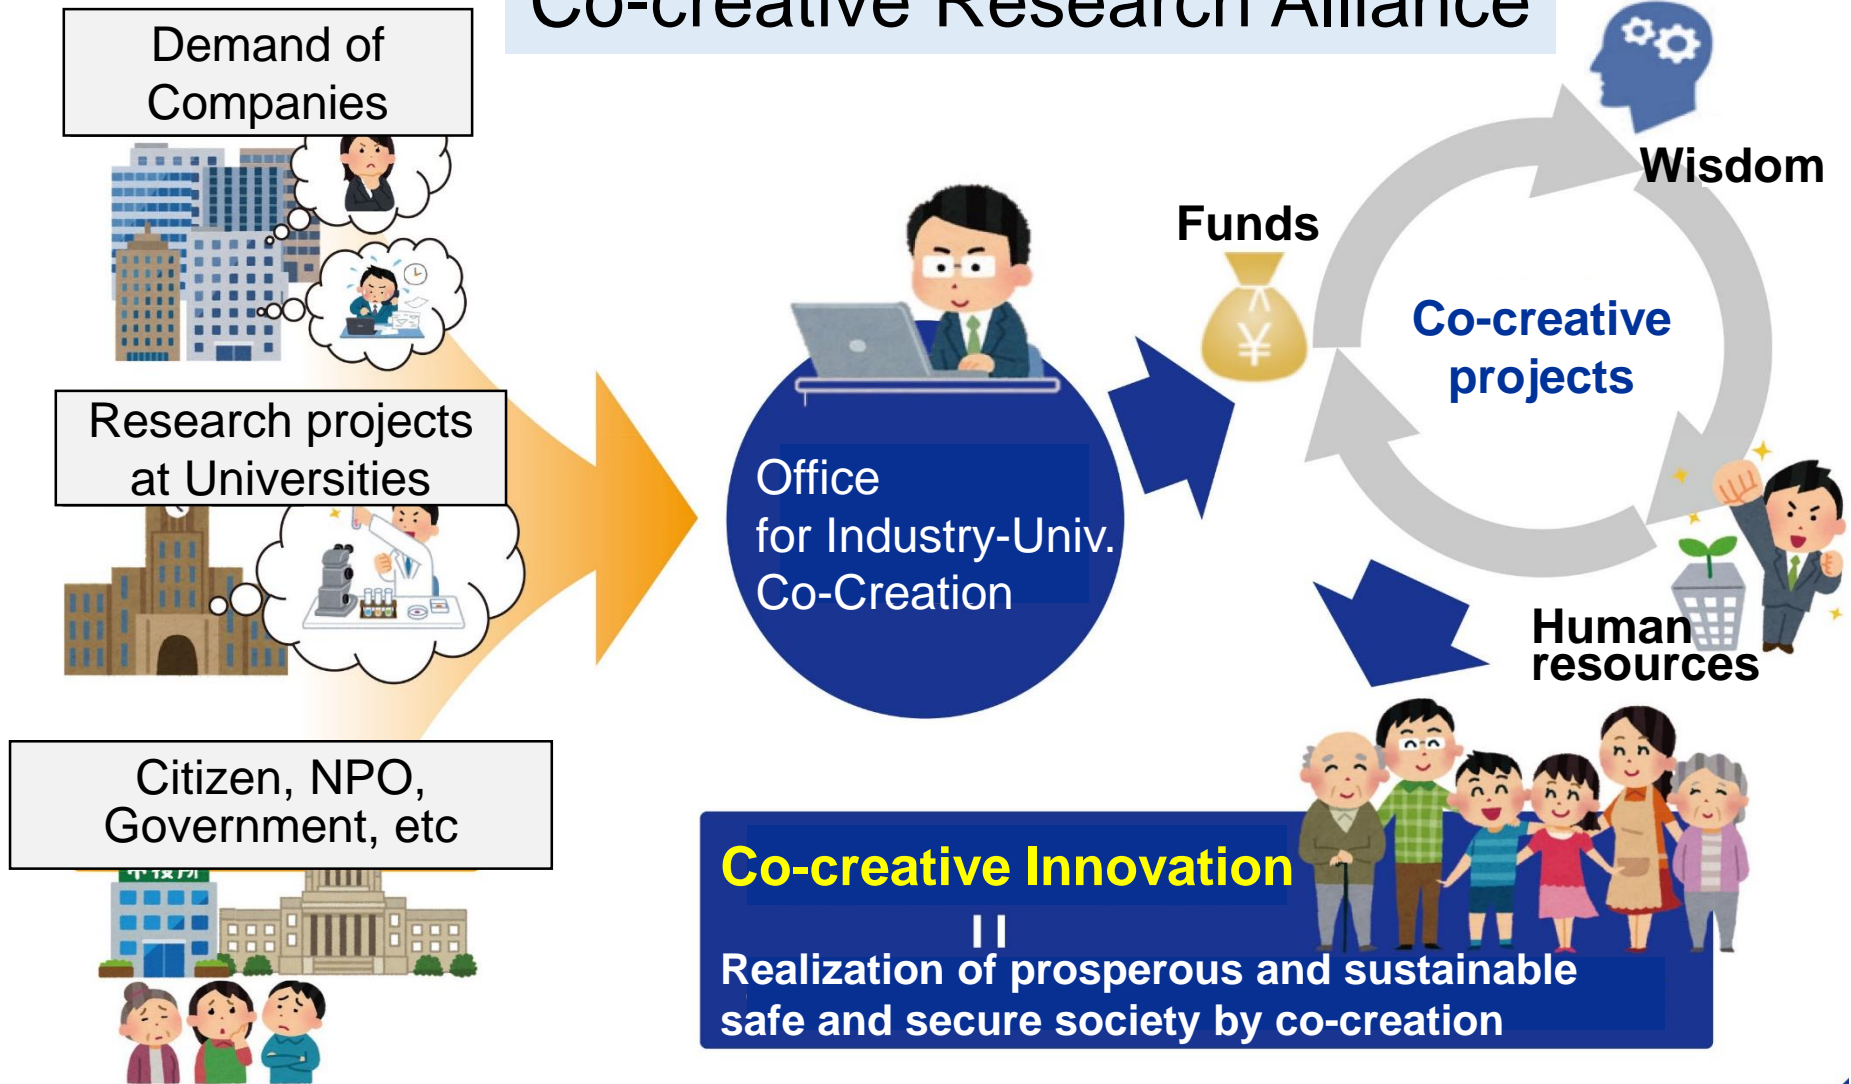 Co-creative Research Alliance
Demand of
Companies
Research projects
at Universities
Citizen, NPO,
Government, etc
Office
for Industry-Univ.
Co-Creation
Funds
¥
Wisdom
Co-creative
projects
Human
resources
Co-creative Innovation
=
Realization of prosperous and sustainable
safe and secure society by co-creation